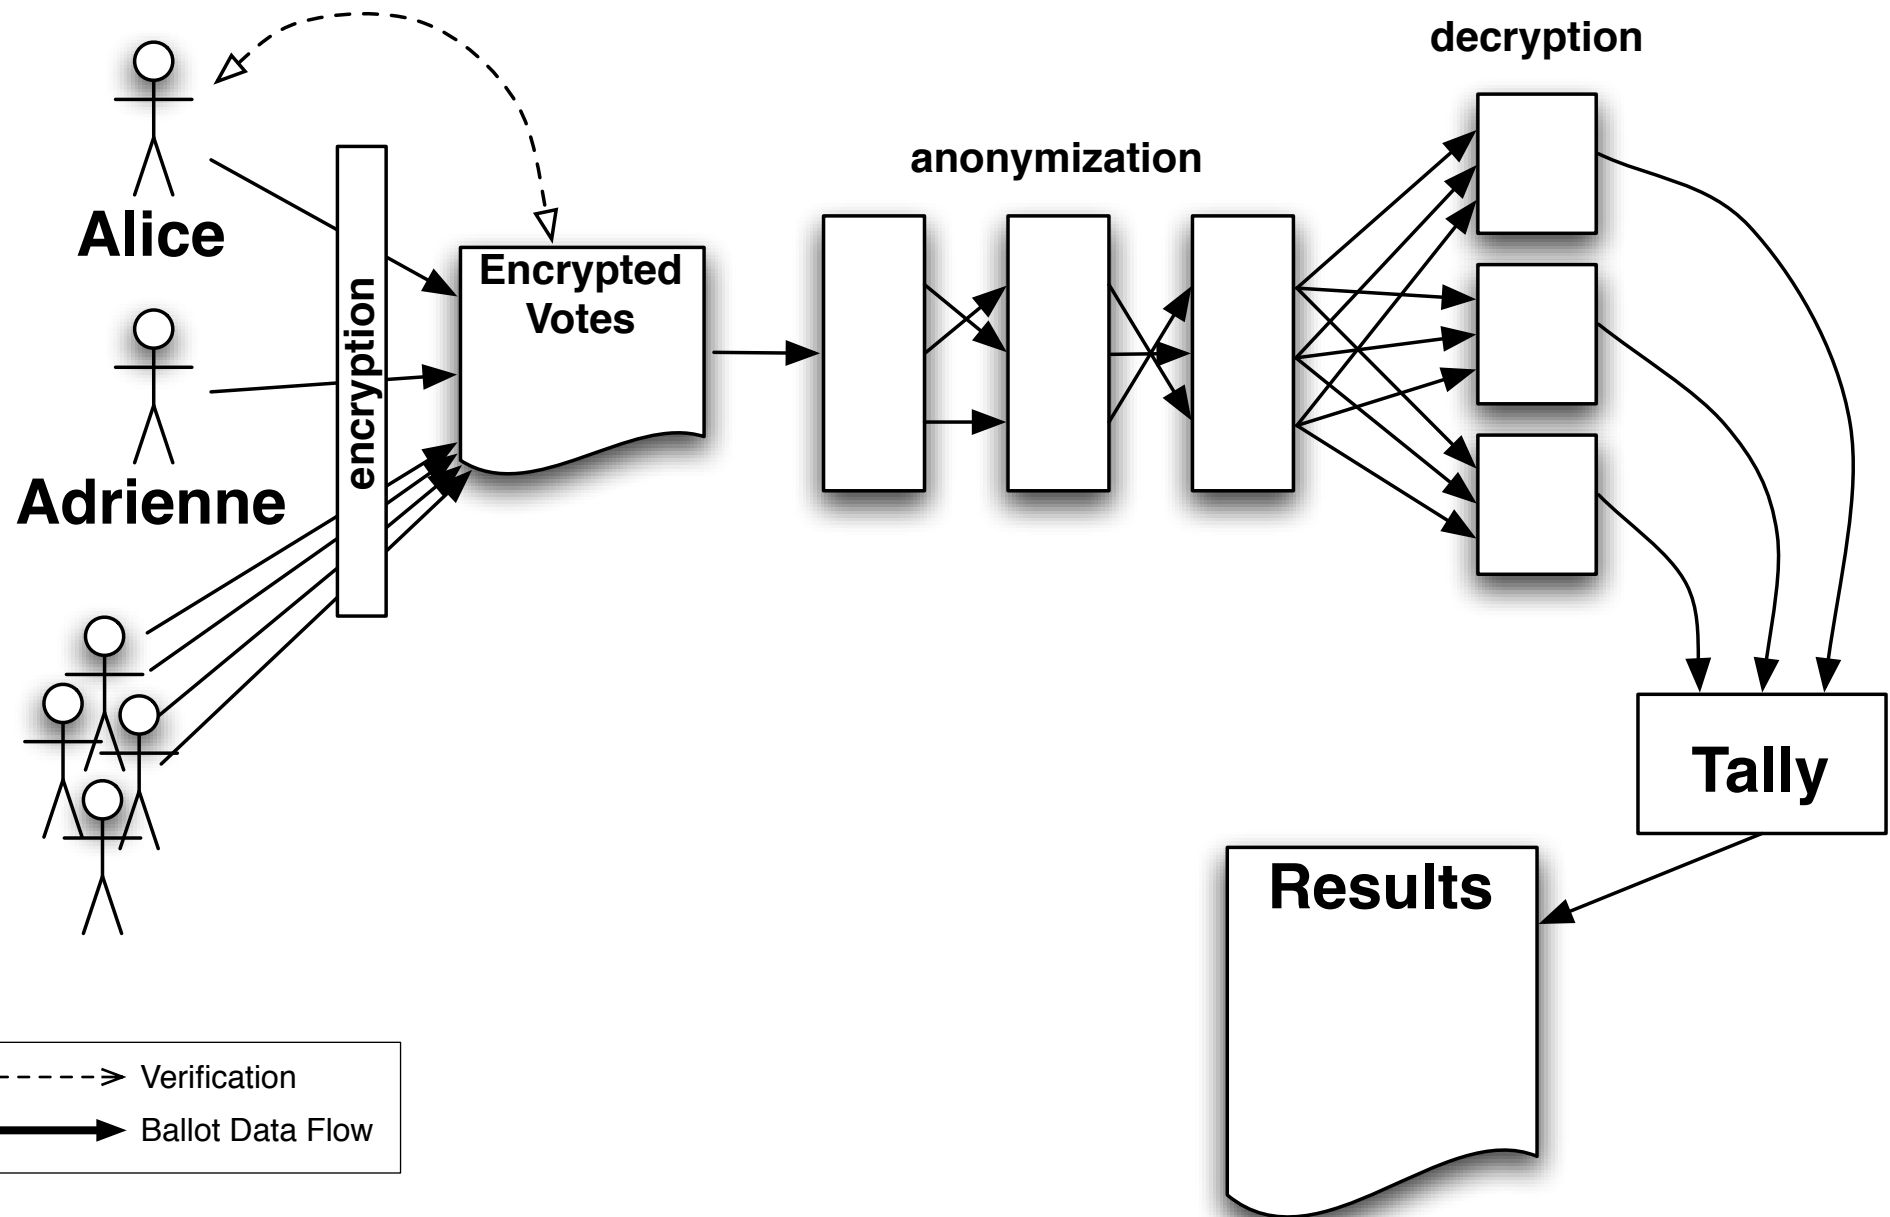 decryption
anonymization
Alice
encryption
Encrypted
Votes
Adrienne
Tally
Results
Verification
Ballot Data Flow